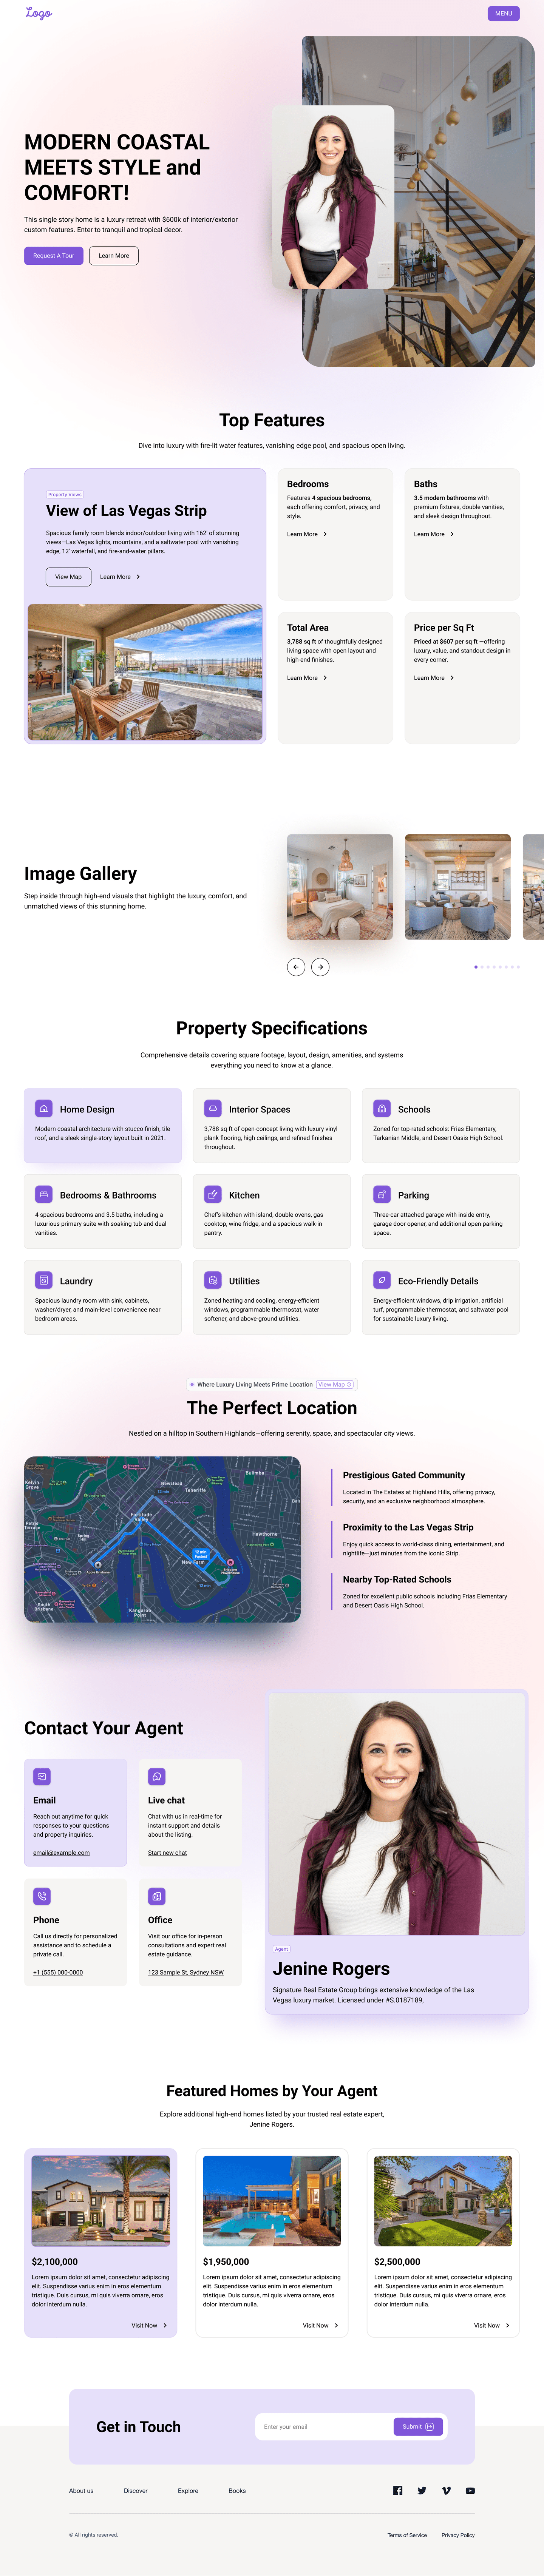 Logo
MENU
MODERN COASTAL
MEETS STYLE and
COMFORT!
This single story home is a luxury retreat with $600k of interior/exterior
custom features. Enter to tranquil and tropical decor.
Request A Tour
Learn More
Top Features
Dive into luxury with fire-lit water features, vanishing edge pool, and spacious open living.
Property Views
View of Las Vegas Strip
Spacious family room blends indoor/outdoor living with 162' of stunning
views—Las Vegas lights, mountains, and a saltwater pool with vanishing
edge, 12' waterfall, and fire-and-water pillars.
View Map
Learn More
Bedrooms
Features 4 spacious bedrooms,
each offering comfort, privacy, and
style.
Learn More
Baths
3.5 modern bathrooms with
premium fixtures, double vanities,
and sleek design throughout.
Learn More
Total Area
3,788 sq ft of thoughtfully designed
living space with open layout and
high-end finishes.
Learn More
Price per Sq Ft
Priced at $607 per sq ft —offering
luxury, value, and standout design in
every corner.
Learn More
Image Gallery
Step inside through high-end visuals that highlight the luxury, comfort, and
unmatched views of this stunning home.
Property Specifications
Comprehensive details covering square footage, layout, design, amenities, and systems
everything you need to know at a glance.
Home Design
Modern coastal architecture with stucco finish, tile
roof, and a sleek single-story layout built in 2021.
Interior Spaces
3,788 sq ft of open-concept living with luxury vinyl
plank flooring, high ceilings, and refined finishes
throughout.
Schools
Zoned for top-rated schools: Frias Elementary,
Tarkanian Middle, and Desert Oasis High School.
Bedrooms & Bathrooms
4 spacious bedrooms and 3.5 baths, including a
luxurious primary suite with soaking tub and dual
vanities.
Kitchen
Chef's kitchen with island, double ovens, gas
cooktop, wine fridge, and a spacious walk-in
pantry.
Parking
Three-car attached garage with inside entry,
garage door opener, and additional open parking
space.
Laundry
Spacious laundry room with sink, cabinets,
washer/dryer, and main-level convenience near
bedroom areas.
Utilities
Zoned heating and cooling, energy-efficient
windows, programmable thermostat, water
softener, and above-ground utilities.
Eco-Friendly Details
Energy-efficient windows, drip irrigation, artificial
turf, programmable thermostat, and saltwater pool
for sustainable luxury living.
Where Luxury Living Meets Prime Location
View Map
The Perfect Location
Nestled on a hilltop in Southern Highlands—offering serenity, space, and spectacular city views.
Kelvin
Grove
Bulimba
Newstead
Teneriffe
Fortitude
Valley
Petrie
Terrace
Spring
Hill
Hawthorne
12 min
New Farm
12 min
South
Brisbane
Kangaroo
Point
Prestigious Gated Community
Located in The Estates at Highland Hills, offering privacy,
security, and an exclusive neighborhood atmosphere.
Proximity to the Las Vegas Strip
Enjoy quick access to world-class dining, entertainment, and
nightlife—just minutes from the iconic Strip.
Nearby Top-Rated Schools
Zoned for excellent public schools including Frias Elementary
and Desert Oasis High School.
Contact Your Agent
Email
Reach out anytime for quick
responses to your questions
and property inquiries.
email@example.com
Live chat
Chat with us in real-time for
instant support and details
about the listing.
Start new chat
Phone
Call us directly for personalized
assistance and to schedule a
private call.
+1 (555) 000-0000
Office
Visit our office for in-person
consultations and expert real
estate guidance.
123 Sample St, Sydney NSW
Agent
Jenine Rogers
Signature Real Estate Group brings extensive knowledge of the Las
Vegas luxury market. Licensed under #S.0187189,
Featured Homes by Your Agent
Explore additional high-end homes listed by your trusted real estate expert,
Jenine Rogers.
$2,100,000
Lorem ipsum dolor sit amet, consectetur adipiscing
elit. Suspendisse varius enim in eros elementum
tristique. Duis cursus, mi quis viverra ornare, eros
dolor interdum nulla.
Visit Now
$1,950,000
Lorem ipsum dolor sit amet, consectetur adipiscing
elit. Suspendisse varius enim in eros elementum
tristique. Duis cursus, mi quis viverra ornare, eros
dolor interdum nulla.
Visit Now
$2,500,000
Lorem ipsum dolor sit amet, consectetur adipiscing
elit. Suspendisse varius enim in eros elementum
tristique. Duis cursus, mi quis viverra ornare, eros
dolor interdum nulla.
Visit Now
Get in Touch
Enter your email
Submit
About us
Discover
Explore
Books
© All rights reserved.
Terms of Service
Privacy Policy